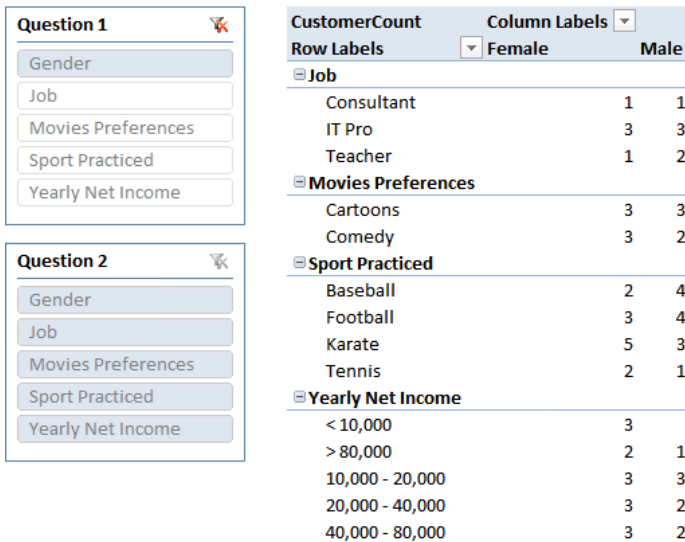 Question 1
Gender
Job
Movies Preferences
Sport Practiced
Yearly Net Income
Question 2
Gender
Job
Movies Preferences
Sport Practiced
Yearly Net Income
CustomerCount Column Labels
Row Labels Female Male
Job
Consultant 1 1
IT Pro 3 3
Teacher 1 2
Movies Preferences
Cartoons 3 3
Comedy 3 2
Sport Practiced
Baseball 2 4
Football 3 4
Karate 5 3
Tennis 2 1
Yearly Net Income
< 10,000 3
> 80,000 2 1
10,000 - 20,000 3 3
20,000 - 40,000 3 2
40,000 - 80,000 3 2